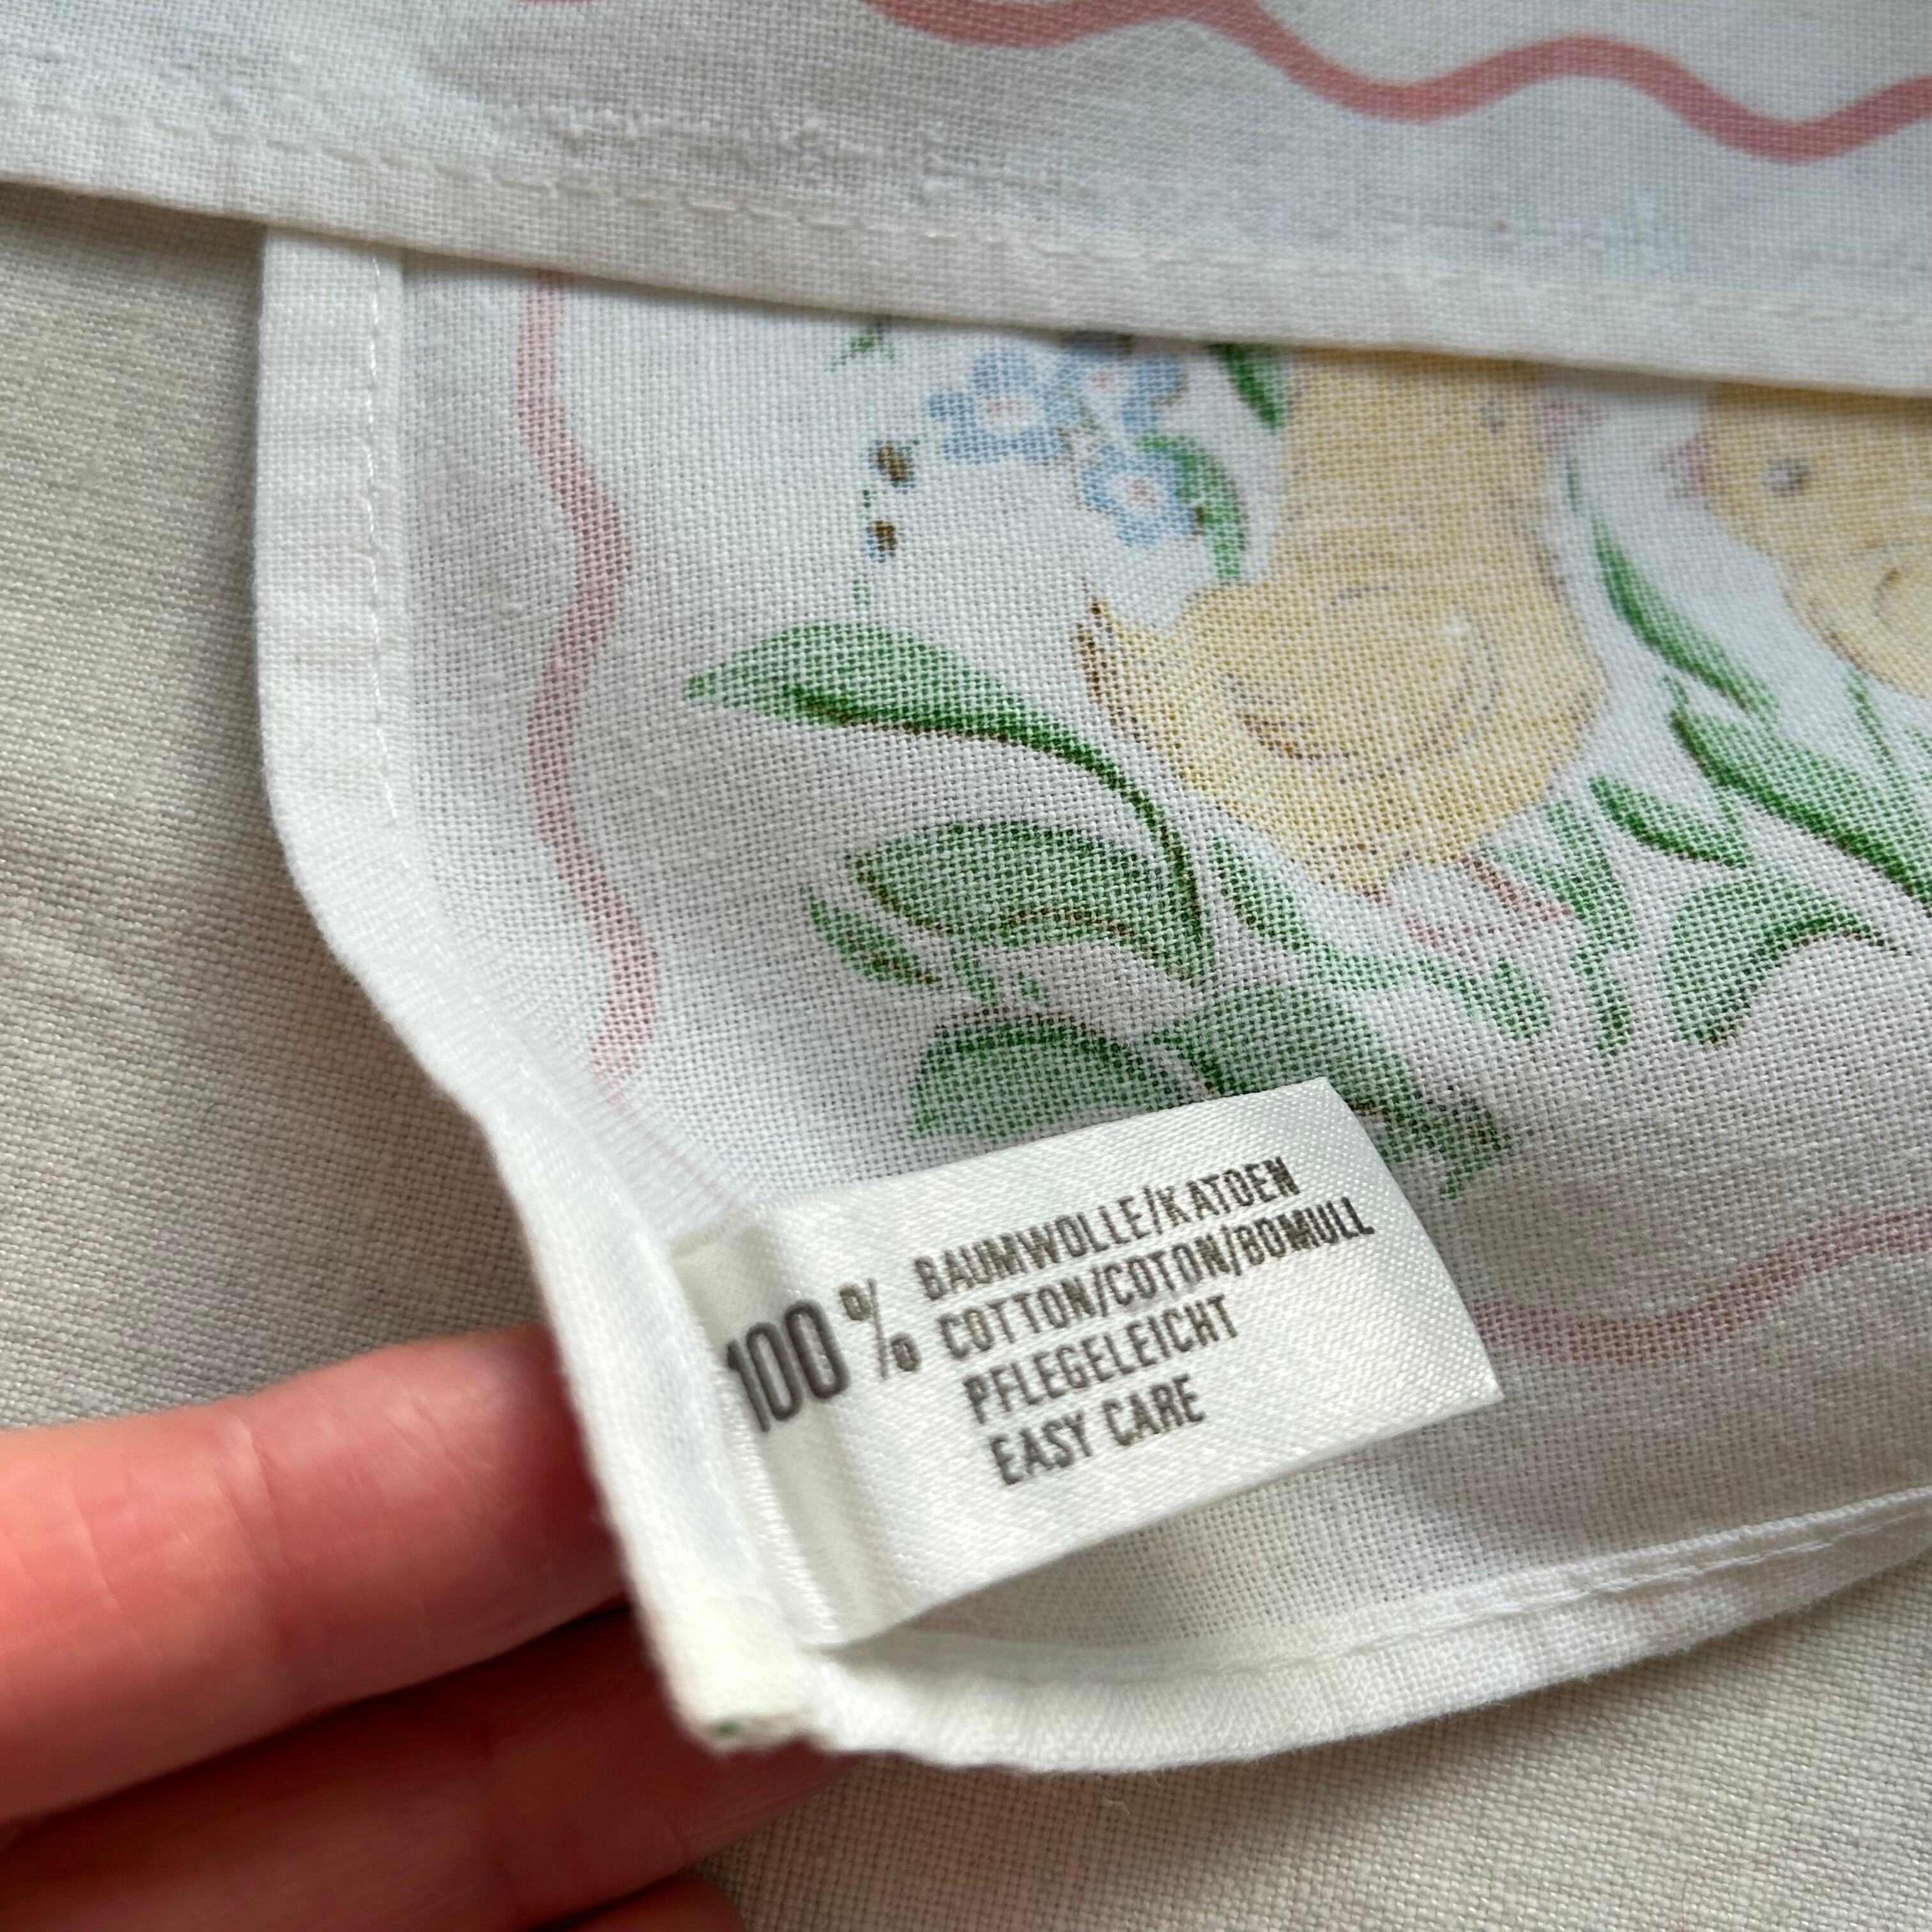 100% BAUMWOLLE/KATOEN
COTTON/COTON/BOMULL
PFLEGELEICHT
EASY CARE